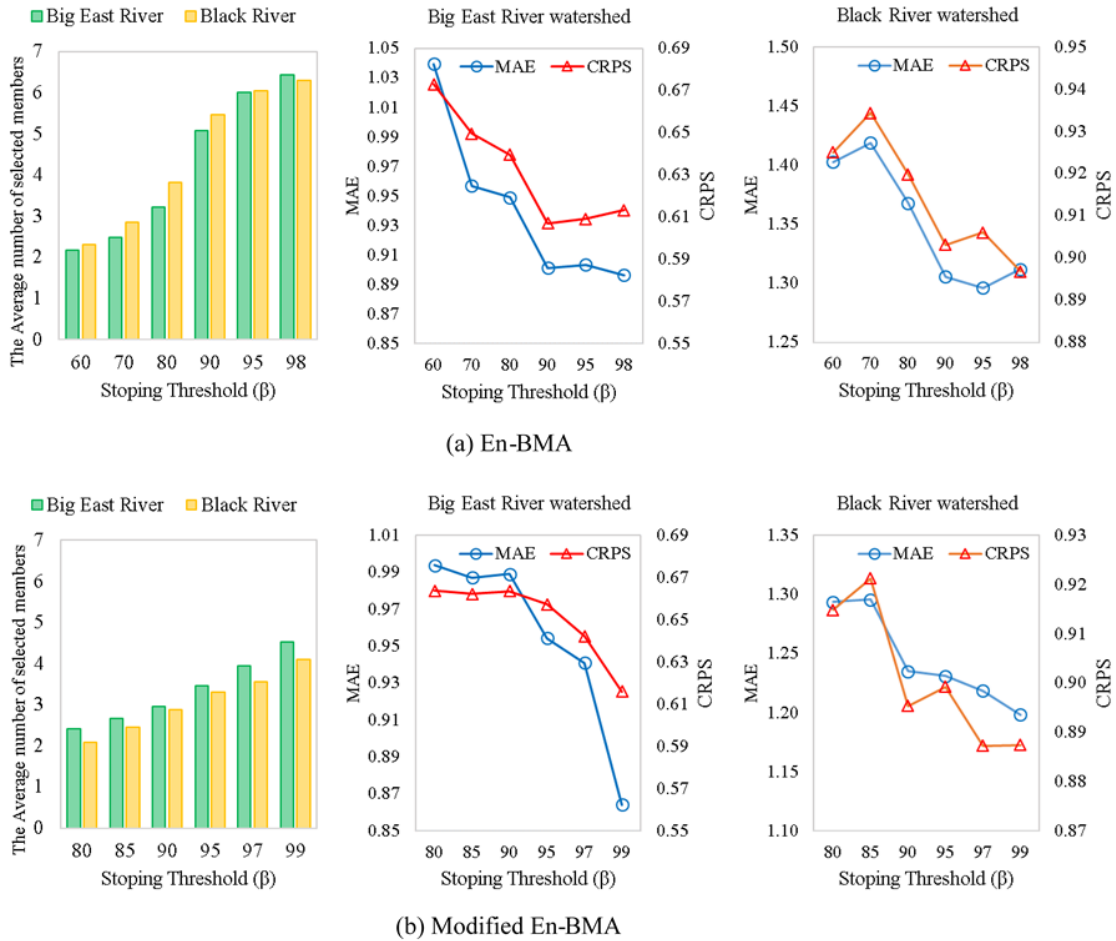 Big East River Black River
The Average number of selected members
7
6
5
4
3
2
1
0
60 70 80 90 95 98
Stoping Threshold (β)
Big East River watershed
MAE CRPS
MAE
1.05
1.03
1.01
0.99
0.97
0.95
0.93
0.91
0.89
0.87
0.85
0.69
0.67
0.65
0.63
0.61
0.59
0.57
0.55
CRPS
60 70 80 90 95 98
Stoping Threshold (β)
Black River watershed
MAE CRPS
MAE
1.50
1.45
1.40
1.35
1.30
1.25
0.95
0.94
0.93
0.92
0.91
0.90
0.89
0.88
CRPS
60 70 80 90 95 98
Stoping Threshold (β)
(a) En-BMA
Big East River Black River
The Average number of selected members
7
6
5
4
3
2
1
0
80 85 90 95 97 99
Stoping Threshold (β)
Big East River watershed
MAE CRPS
MAE
1.01
0.99
0.97
0.95
0.93
0.91
0.89
0.87
0.85
0.69
0.67
0.65
0.63
0.61
0.59
0.57
0.55
CRPS
80 85 90 95 97 99
Stoping Threshold (β)
Black River watershed
MAE CRPS
MAE
1.35
1.30
1.25
1.20
1.15
1.10
0.93
0.92
0.91
0.90
0.89
0.88
0.87
CRPS
80 85 90 95 97 99
Stoping Threshold (β)
(b) Modified En-BMA